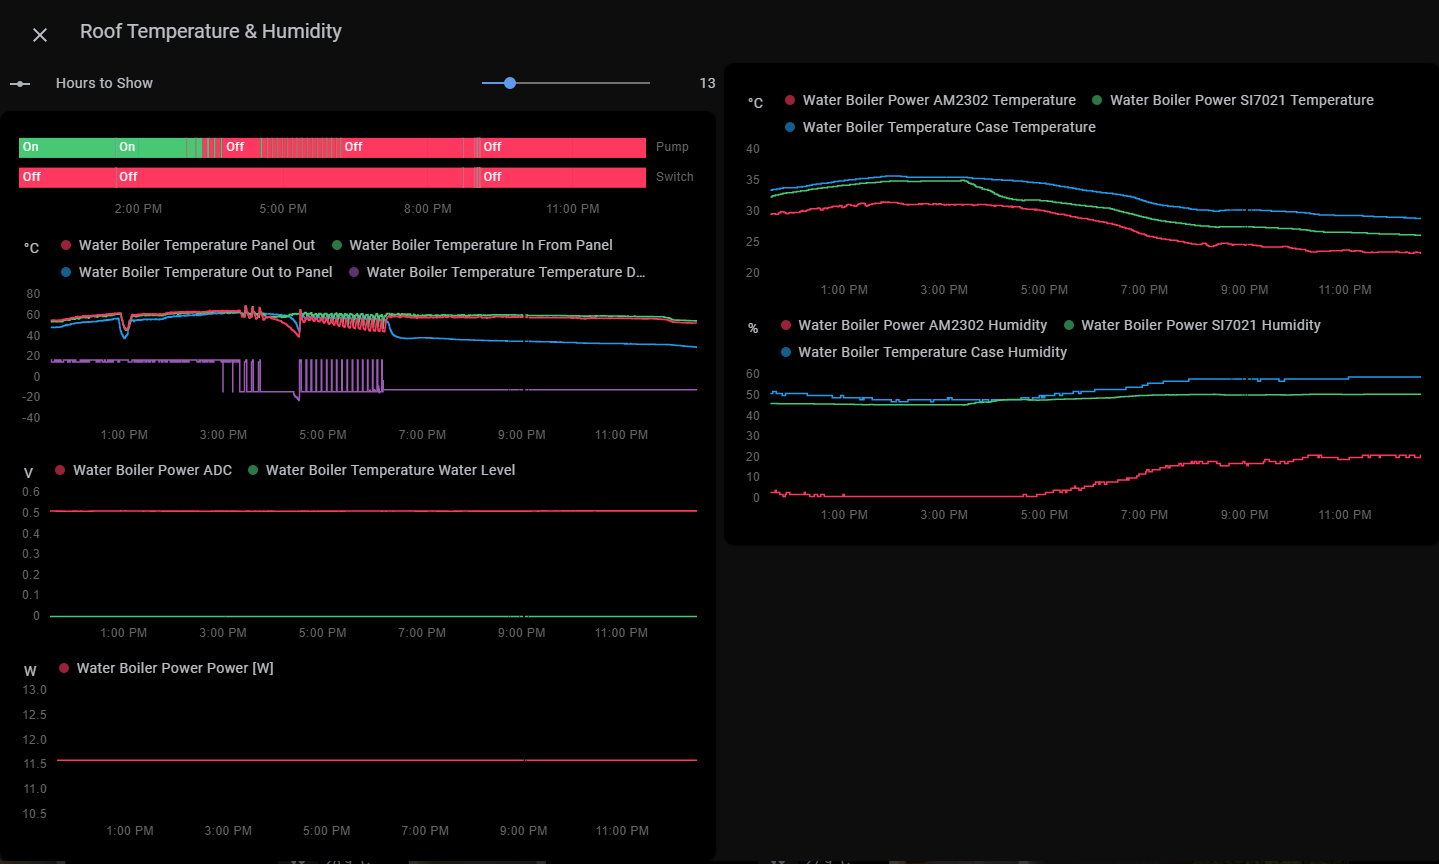 Roof Temperature & Humidity
Hours to Show 13
On On Off Off Off Pump
Off Off Off Switch
2:00 PM 5:00 PM 8:00 PM 11:00 PM
°C Water Boiler Temperature Panel Out Water Boiler Temperature In From Panel
Water Boiler Temperature Out to Panel Water Boiler Temperature Temperature D...
80
60
40
20
0
-20
-40
1:00 PM 3:00 PM 5:00 PM 7:00 PM 9:00 PM 11:00 PM
V Water Boiler Power ADC Water Boiler Temperature Water Level
0.6
0.5
0.4
0.3
0.2
0.1
0
1:00 PM 3:00 PM 5:00 PM 7:00 PM 9:00 PM 11:00 PM
W Water Boiler Power Power [W]
13.0
12.5
12.0
11.5
11.0
10.5
1:00 PM 3:00 PM 5:00 PM 7:00 PM 9:00 PM 11:00 PM
°C Water Boiler Power AM2302 Temperature Water Boiler Power SI7021 Temperature
Water Boiler Temperature Case Temperature
40
35
30
25
20
1:00 PM 3:00 PM 5:00 PM 7:00 PM 9:00 PM 11:00 PM
% Water Boiler Power AM2302 Humidity Water Boiler Power SI7021 Humidity
Water Boiler Temperature Case Humidity
60
50
40
30
20
10
0
1:00 PM 3:00 PM 5:00 PM 7:00 PM 9:00 PM 11:00 PM